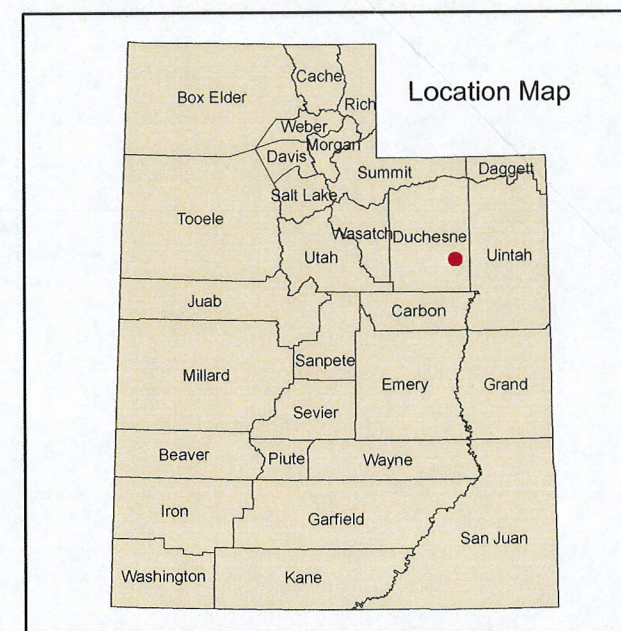 Location Map
Cache
Box Elder
Rich
Weber
Morgan
Davis
Summit
Daggett
Salt Lake
Tooele
Wasatch
Duchesne
Utah
Uintah
Juab
Carbon
Sanpete
Millard
Emery
Grand
Sevier
Beaver
Piute
Wayne
Iron
Garfield
San Juan
Washington
Kane